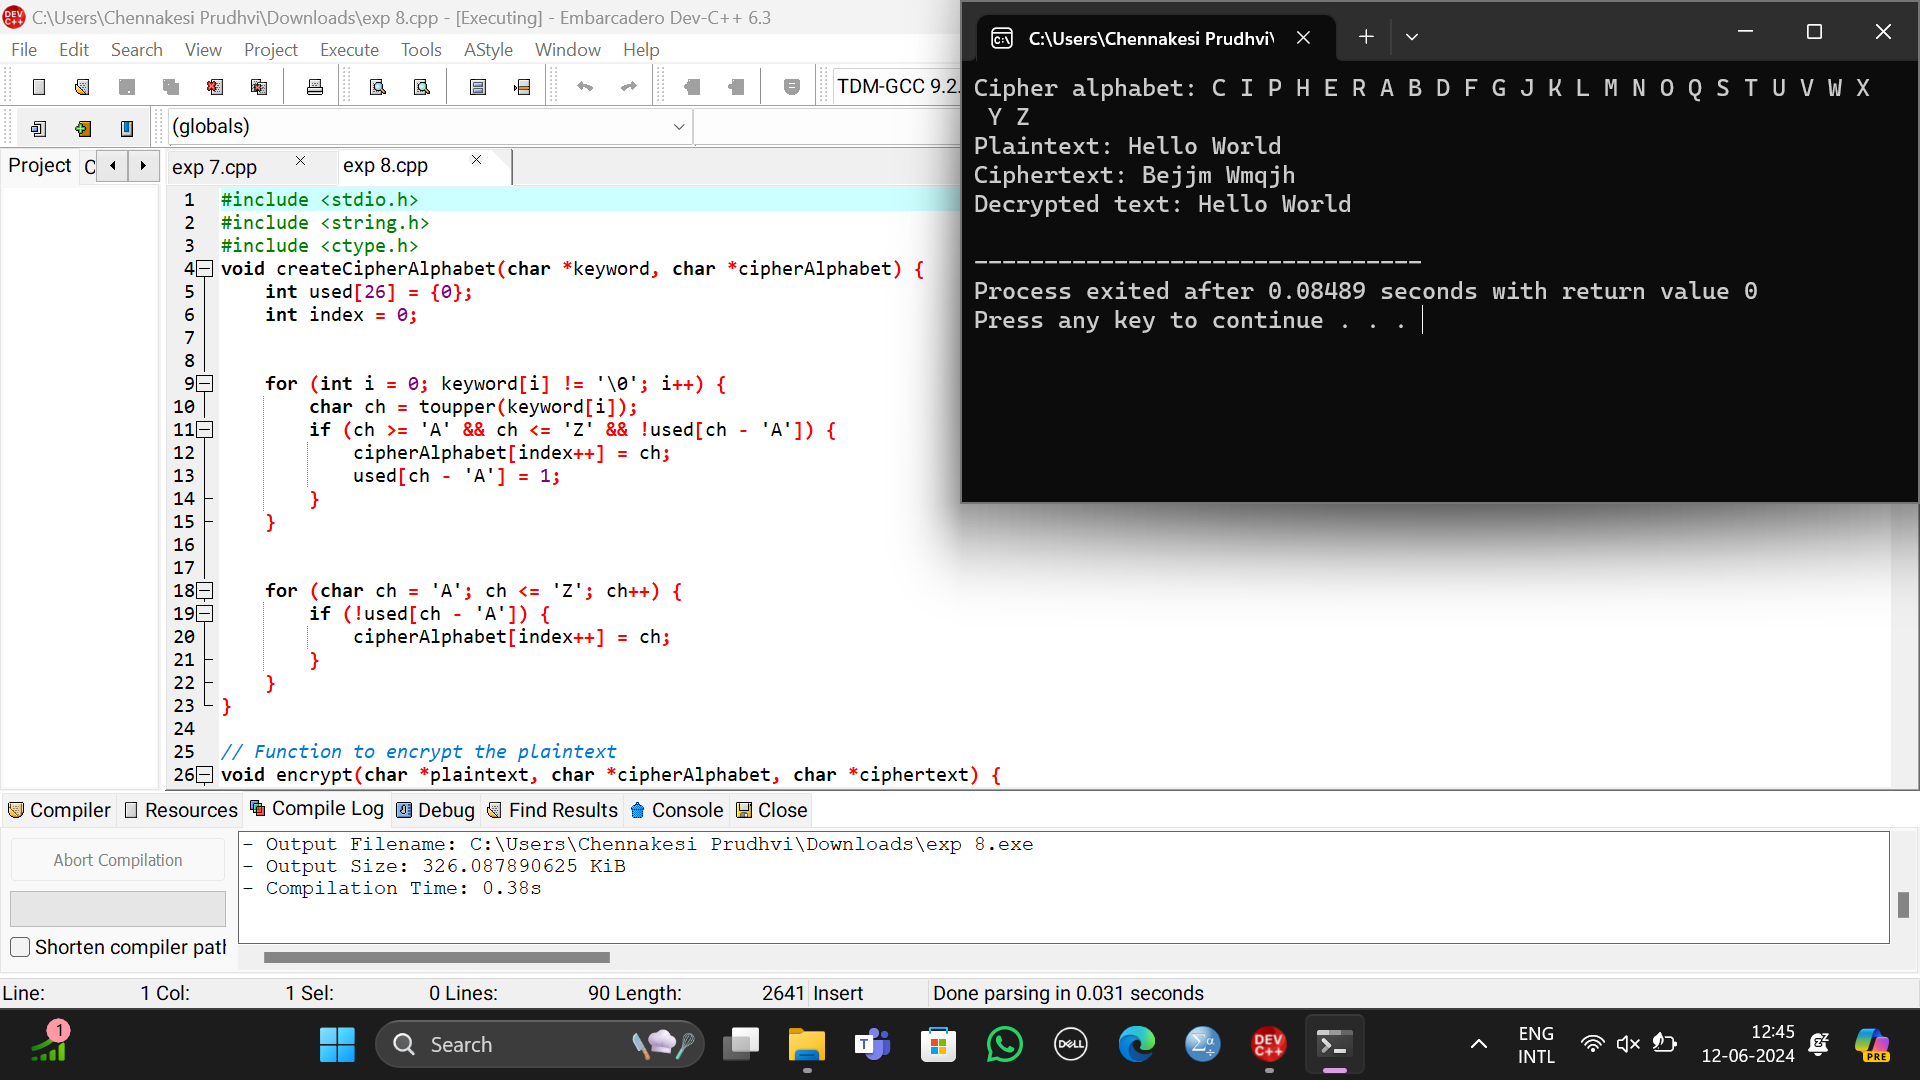 C:\Users\Chennakesi Prudhvi\Downloads\exp 8.cpp - [Executing] - Embarcadero Dev-C++ 6.3
File Edit Search View Project Execute Tools AStyle Window Help
TDM-GCC 9.2.
(globals)
Project C
exp 7.cpp
exp 8.cpp
1 #include <stdio.h>
2 #include <string.h>
3 #include <ctype.h>
4 void createCipherAlphabet(char *keyword, char *cipherAlphabet) {
5 int used[26] = {0};
6 int index = 0;
7
8
9 for (int i = 0; keyword[i] != '\0'; i++) {
10 char ch = toupper(keyword[i]);
11 if (ch >= 'A' && ch <= 'Z' && !used[ch - 'A']) {
12 cipherAlphabet[index++] = ch;
13 used[ch - 'A'] = 1;
14 }
15 }
16
17
18 for (char ch = 'A'; ch <= 'Z'; ch++) {
19 if (!used[ch - 'A']) {
20 cipherAlphabet[index++] = ch;
21 }
22 }
23 }
24
25 // Function to encrypt the plaintext
26 void encrypt(char *plaintext, char *cipherAlphabet, char *ciphertext) {
C:\Users\Chennakesi Prudhvi\
Cipher alphabet: C I P H E R A B D F G J K L M N O Q S T U V W X
Y Z
Plaintext: Hello World
Ciphertext: Bejjm Wmqjh
Decrypted text: Hello World
--------------------------------
Process exited after 0.08489 seconds with return value 0
Press any key to continue . . .
Compiler Resources Compile Log Debug Find Results Console Close
Abort Compilation
Shorten compiler path
- Output Filename: C:\Users\Chennakesi Prudhvi\Downloads\exp 8.exe
- Output Size: 326.087890625 KiB
- Compilation Time: 0.38s
Line: 1 Col: 1 Sel: 0 Lines: 90 Length: 2641 Insert Done parsing in 0.031 seconds
1
Search
DELL
DEV C++
ENG
INTL
12:45
12-06-2024
PRE